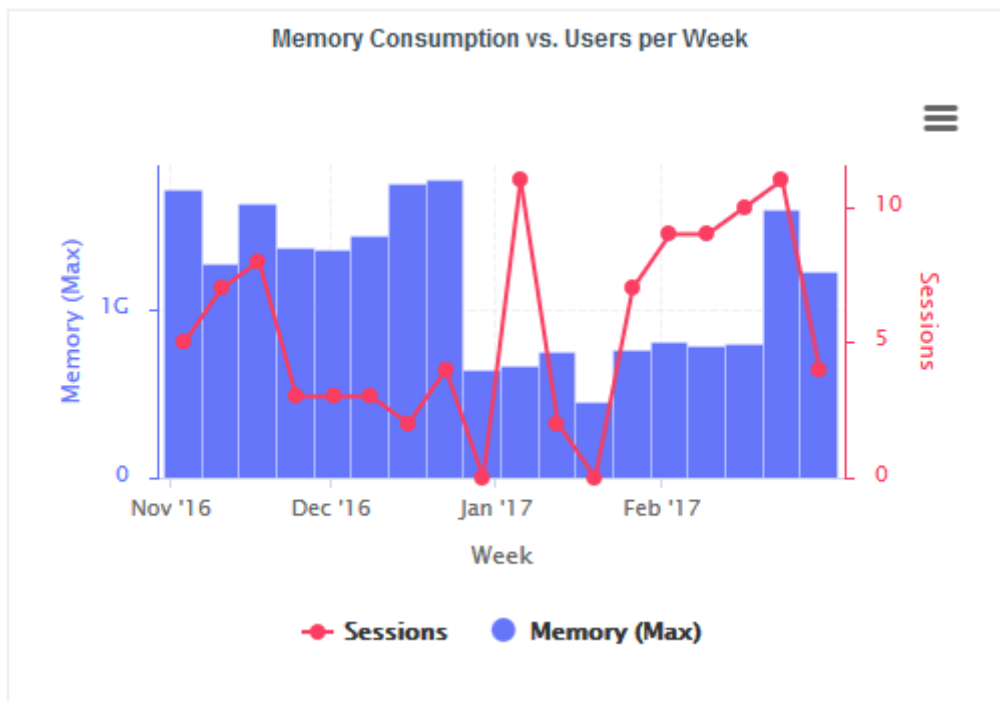 Memory Consumption vs. Users per Week
Memory (Max)
1G
0
10
5
0
Sessions
Nov '16 Dec '16 Jan '17 Feb '17
Week
Sessions Memory (Max)